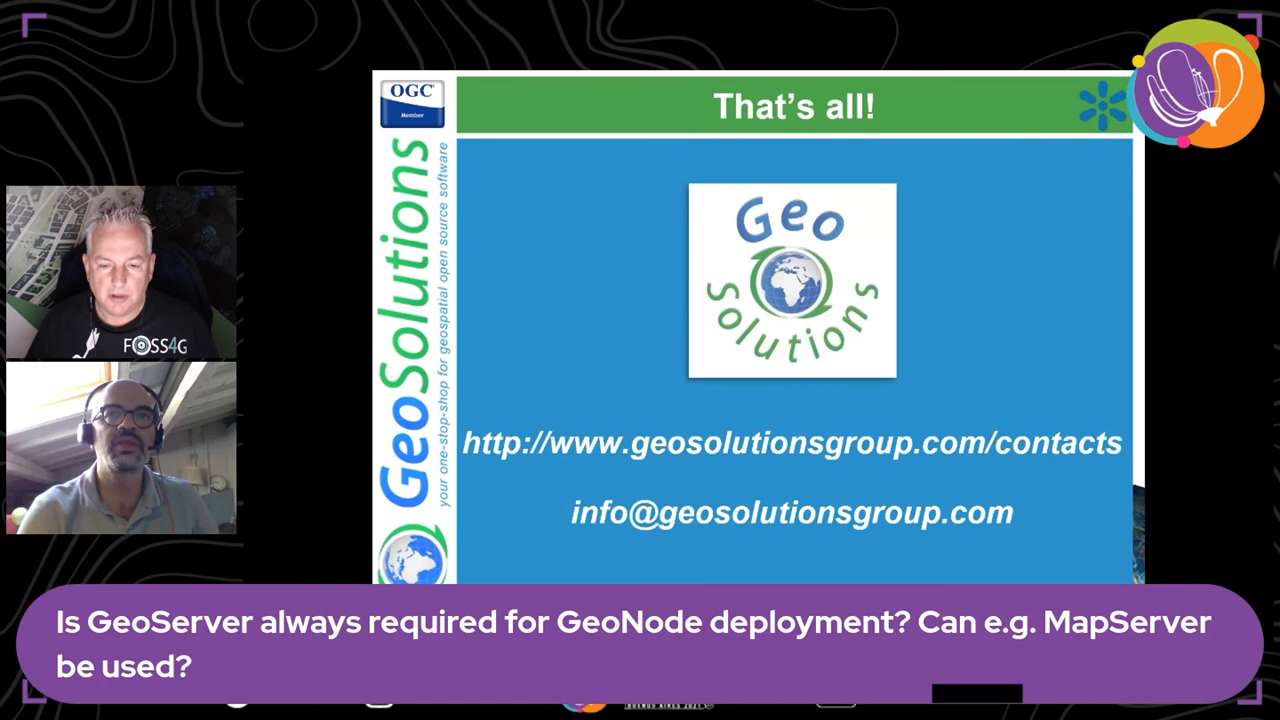 OGC
Member
That's all!
GeoSolutions
your one-stop-shop for geospatial open source software
Geo
Solutions
http://www.geosolutionsgroup.com/contacts
info@geosolutionsgroup.com
FOSS4G
Is GeoServer always required for GeoNode deployment? Can e.g. MapServer
be used?